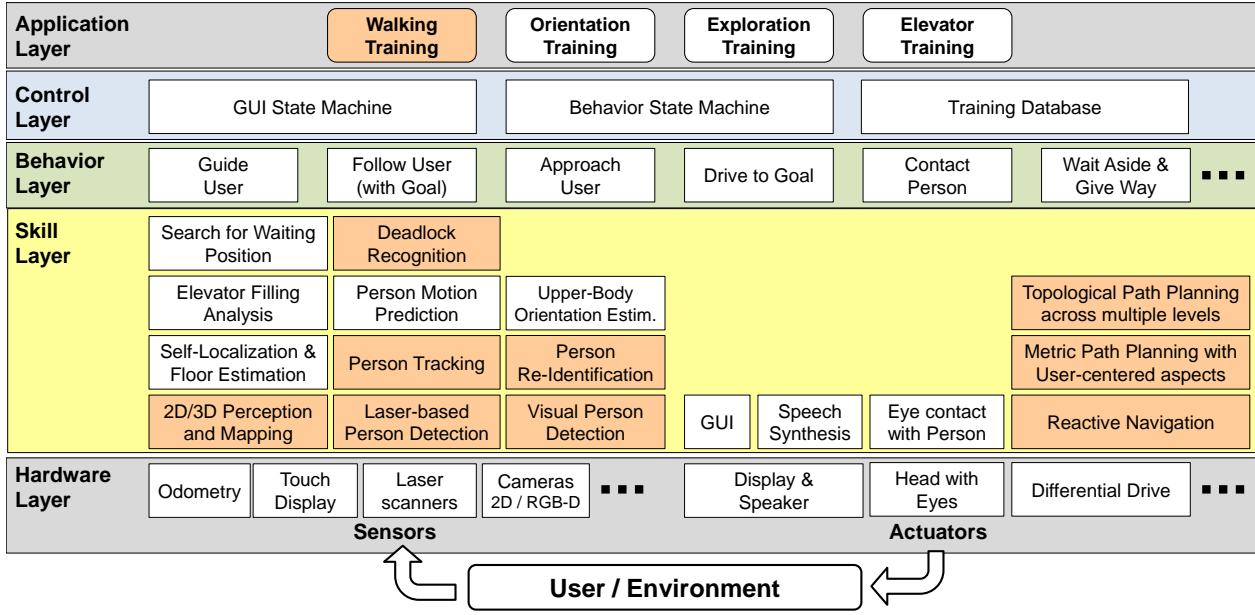 Application
Layer
Walking
Training
Orientation
Training
Exploration
Training
Elevator
Training
Control
Layer
GUI State Machine
Behavior State Machine
Training Database
Behavior
Layer
Guide
User
Follow User
(with Goal)
Approach
User
Drive to Goal
Contact
Person
Wait Aside &
Give Way
Skill
Layer
Search for Waiting
Position
Deadlock
Recognition
Elevator Filling
Analysis
Person Motion
Prediction
Upper-Body
Orientation Estim.
Topological Path Planning
across multiple levels
Self-Localization &
Floor Estimation
Person Tracking
Person
Re-Identification
Metric Path Planning with
User-centered aspects
2D/3D Perception
and Mapping
Laser-based
Person Detection
Visual Person
Detection
GUI
Speech
Synthesis
Eye contact
with Person
Reactive Navigation
Hardware
Layer
Odometry
Touch
Display
Laser
scanners
Cameras
2D / RGB-D
Display &
Speaker
Head with
Eyes
Differential Drive
Sensors
Actuators
User / Environment